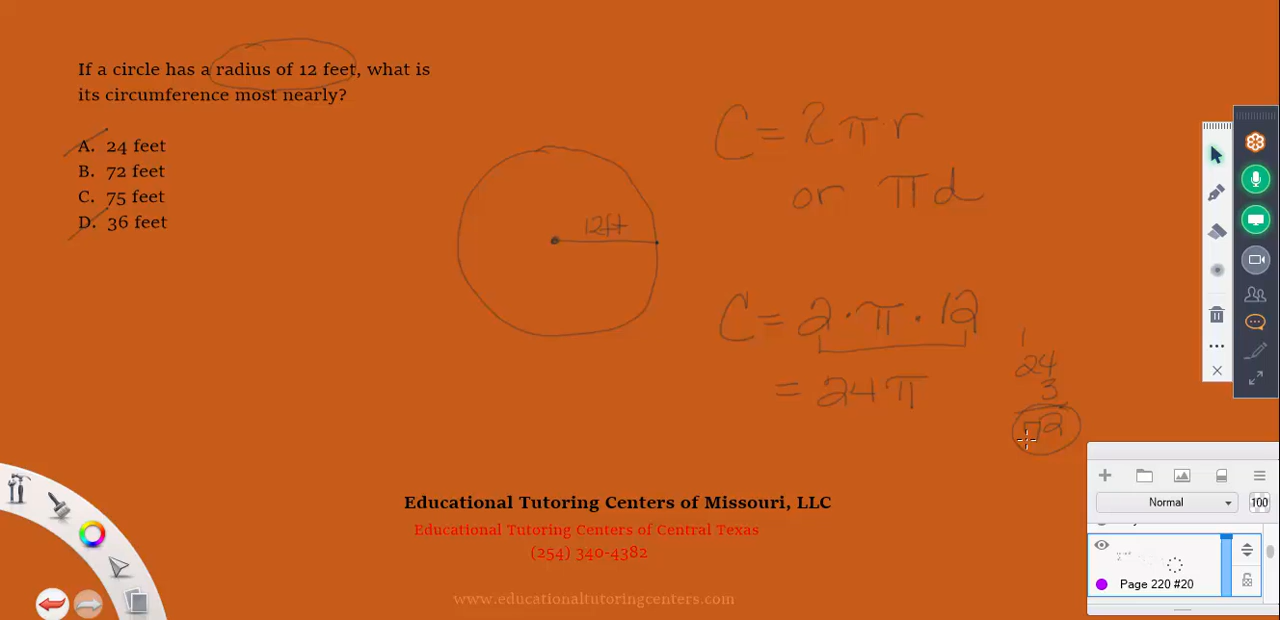 If a circle has a radius of 12 feet, what is
its circumference most nearly?
A. 24 feet
B. 72 feet
C. 75 feet
D. 36 feet
12ft
C = 2πr
or πd
C = 2·π·12
= 24π
1
24
3
72
Educational Tutoring Centers of Missouri, LLC
Educational Tutoring Centers of Central Texas
(254) 340-4382
www.educationaltutoringcenters.com
Normal
100
Page 220 #20